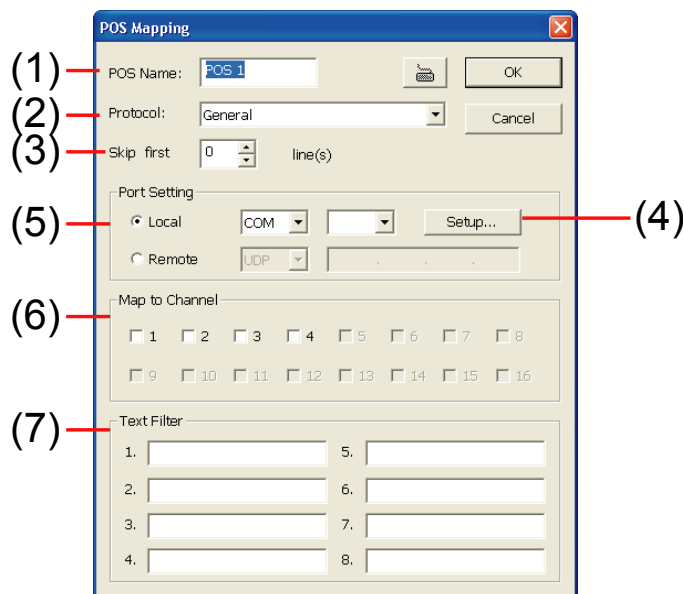 POS Mapping
(1) POS Name: POS 1 OK
(2) Protocol: General Cancel
(3) Skip first 0 line(s)
Port Setting
(5) Local COM Setup... (4)
Remote UDP . . .
(6) Map to Channel
1 2 3 4 5 6 7 8
9 10 11 12 13 14 15 16
(7) Text Filter
1. 5.
2. 6.
3. 7.
4. 8.